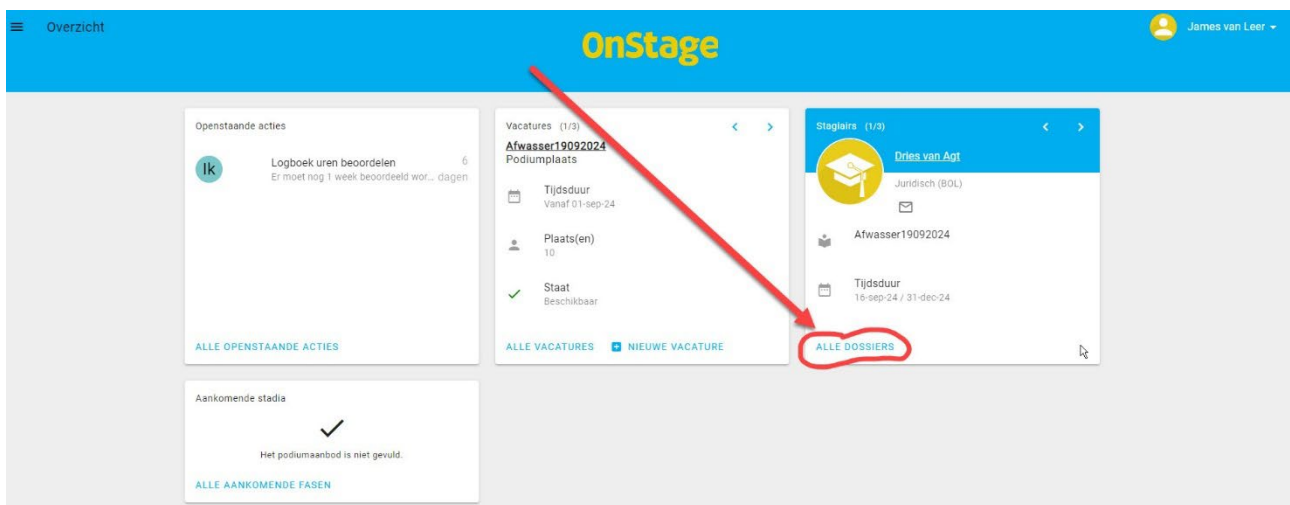 Overzicht
OnStage
James van Leer
Openstaande acties
lk
Logboek uren beoordelen
6
Er moet nog 1 week beoordeeld wor... dagen
ALLE OPENSTAANDE ACTIES
Vacatures (1/3)
Afwasser19092024
Podiumplaats
Tijdsduur
Vanaf 01-sep-24
Plaats(en)
10
Staat
Beschikbaar
ALLE VACATURES NIEUWE VACATURE
Stagiairs (1/3)
Dries van Agt
Juridisch (BOL)
Afwasser19092024
Tijdsduur
16-sep-24 / 31-dec-24
ALLE DOSSIERS
Aankomende stadia
Het podiumaanbod is niet gevuld.
ALLE AANKOMENDE FASEN